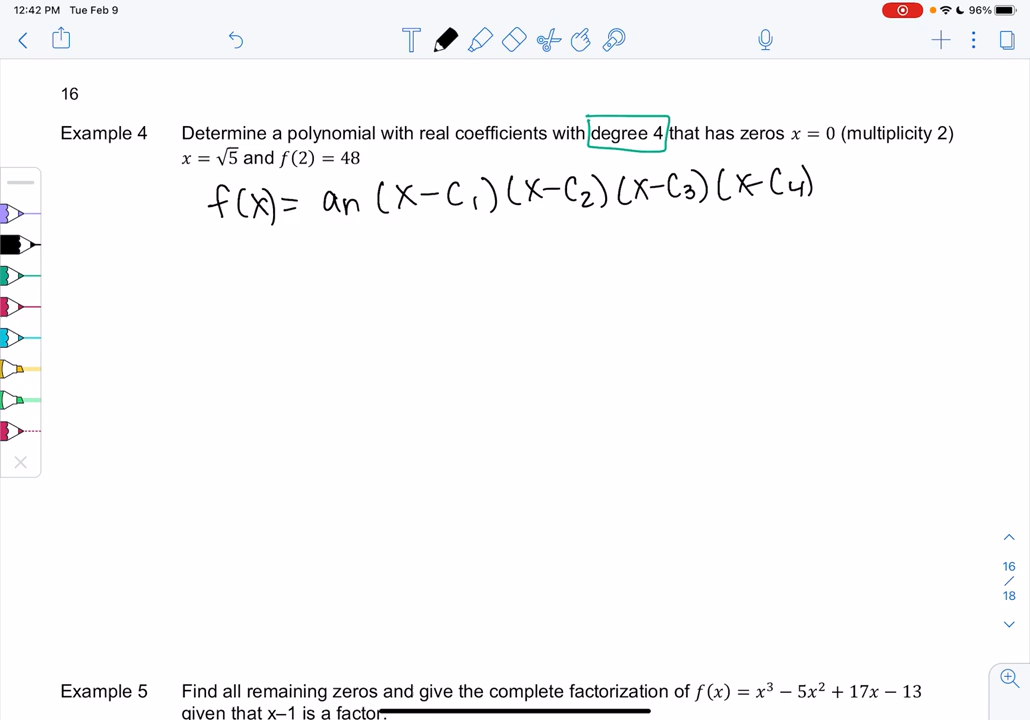 12:42 PM Tue Feb 9 96%
T
16
Example 4 Determine a polynomial with real coefficients with degree 4 that has zeros x = 0 (multiplicity 2)
x = √5 and f(2) = 48
f(x) = an (x-c₁)(x-c₂)(x-c₃)(x-c₄)
16
/
18
Example 5 Find all remaining zeros and give the complete factorization of f(x) = x³ − 5x² + 17x − 13
given that x–1 is a factor.